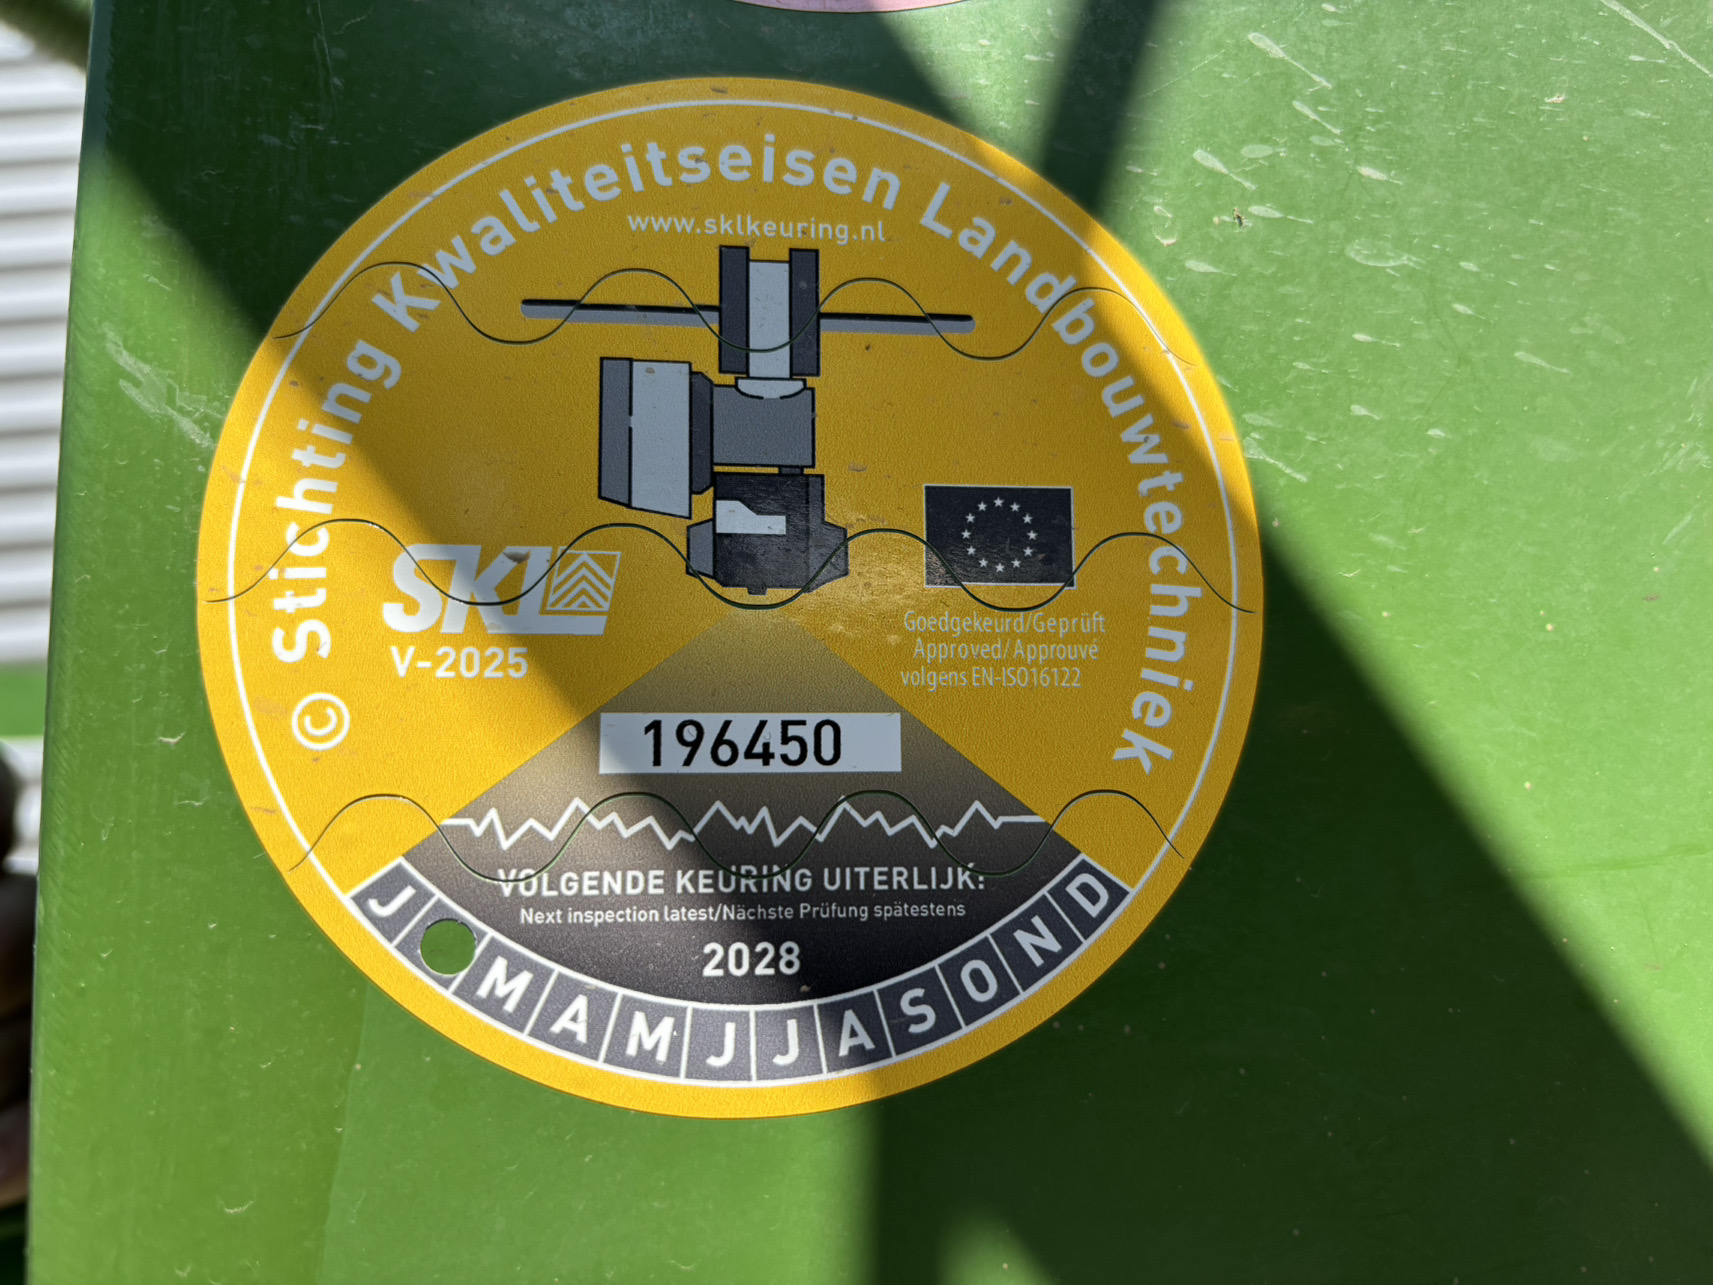 © Stichting Kwaliteitseisen Landbouwtechniek
www.sklkeuring.nl
SKL
V-2025
Goedgekeurd/Geprüft
Approved/Approuvé
volgens EN-ISO16122
196450
VOLGENDE KEURING UITERLIJK:
Next inspection latest/Nächste Prüfung spätestens
2028
J M A M J J A S O N D